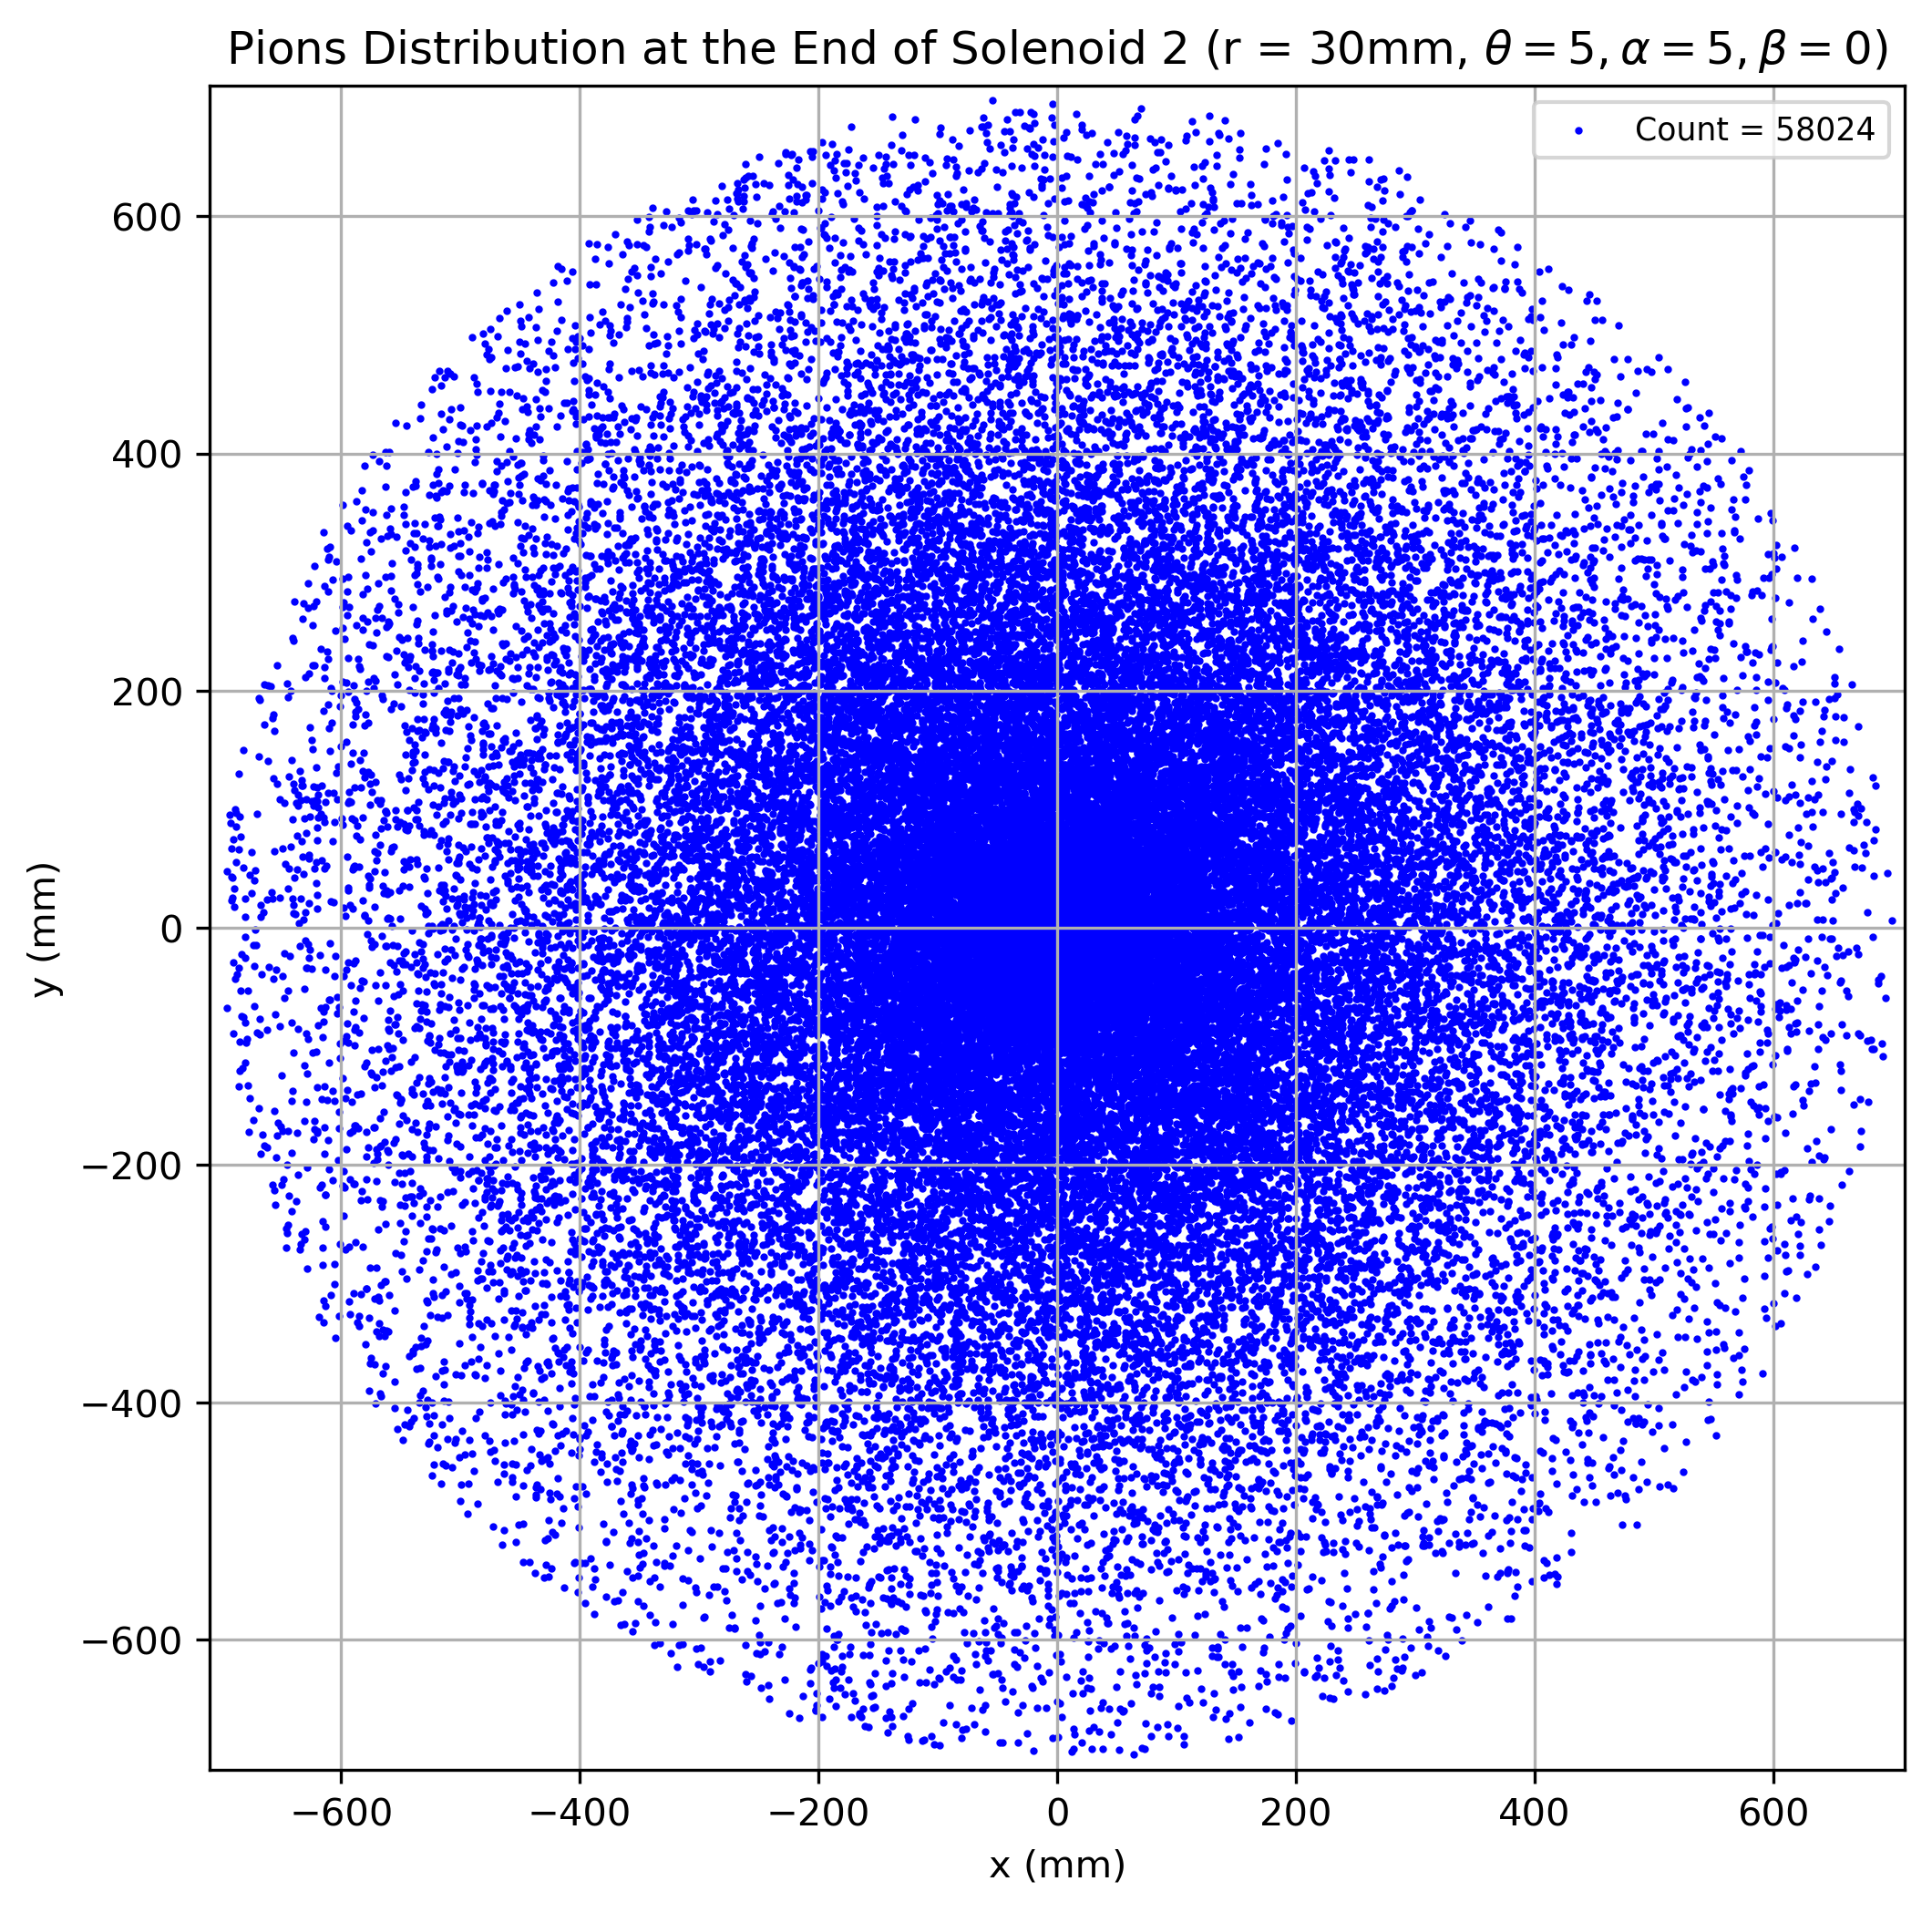 Pions Distribution at the End of Solenoid 2 (r = 30mm, θ = 5, α = 5, β = 0)
Count = 58024
600
400
200
0
−200
−400
−600
y (mm)
−600 −400 −200 0 200 400 600
x (mm)